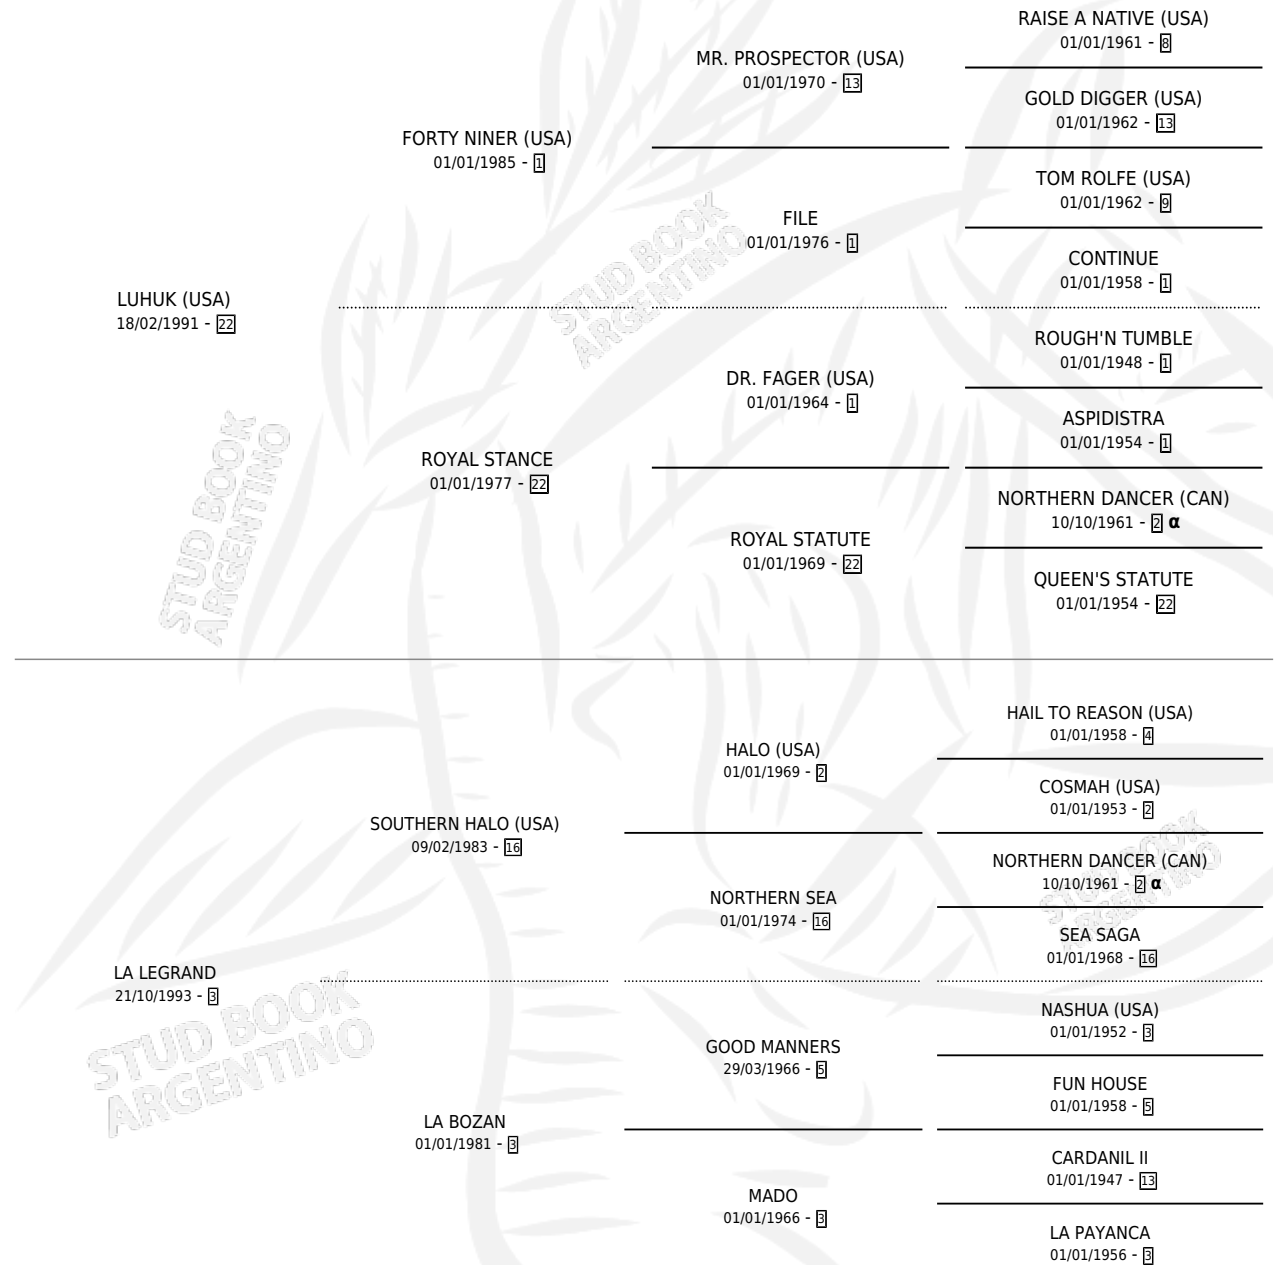 RAISE A NATIVE (USA)
01/01/1961 - 8
MR. PROSPECTOR (USA)
01/01/1970 - 13
GOLD DIGGER (USA)
01/01/1962 - 13
FORTY NINER (USA)
01/01/1985 - 1
TOM ROLFE (USA)
01/01/1962 - 9
FILE
01/01/1976 - 1
CONTINUE
01/01/1958 - 1
STUD BOOK
ARGENTINO
LUHUK (USA)
18/02/1991 - 22
ROUGH'N TUMBLE
01/01/1948 - 1
DR. FAGER (USA)
01/01/1964 - 1
ASPIDISTRA
01/01/1954 - 1
ROYAL STANCE
01/01/1977 - 22
NORTHERN DANCER (CAN)
10/10/1961 - 2 α
ROYAL STATUTE
01/01/1969 - 22
QUEEN'S STATUTE
01/01/1954 - 22
STUD BOOK
ARGENTINO
HAIL TO REASON (USA)
01/01/1958 - 4
HALO (USA)
01/01/1969 - 2
COSMAH (USA)
01/01/1953 - 2
SOUTHERN HALO (USA)
09/02/1983 - 16
NORTHERN DANCER (CAN)
10/10/1961 - 2 α
NORTHERN SEA
01/01/1974 - 16
SEA SAGA
01/01/1968 - 16
STUD BOOK
ARGENTINO
LA LEGRAND
21/10/1993 - 3
STUD BOOK
ARGENTINO
NASHUA (USA)
01/01/1952 - 3
GOOD MANNERS
29/03/1966 - 5
FUN HOUSE
01/01/1958 - 5
LA BOZAN
01/01/1981 - 3
CARDANIL II
01/01/1947 - 13
MADO
01/01/1966 - 3
LA PAYANCA
01/01/1956 - 3